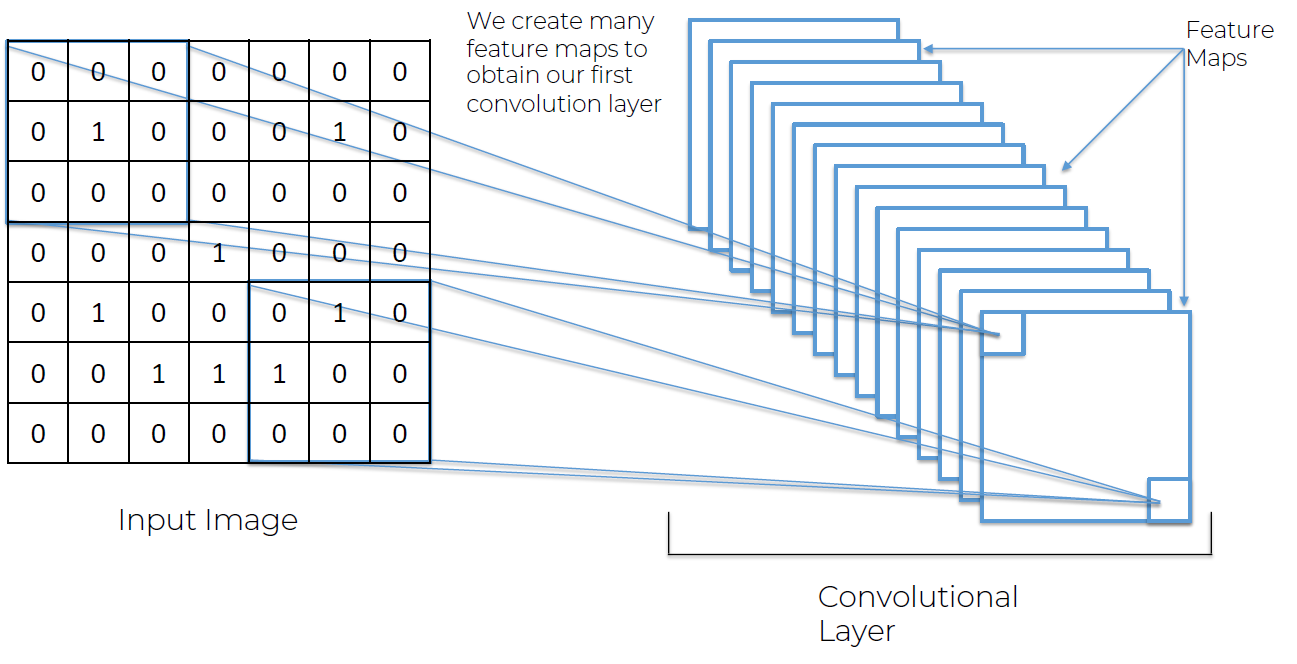 We create many
feature maps to
obtain our first
convolution layer
Feature
Maps
0 0 0 0 0 0 0
0 1 0 0 0 1 0
0 0 0 0 0 0 0
0 0 0 1 0 0 0
0 1 0 0 0 1 0
0 0 1 1 1 0 0
0 0 0 0 0 0 0
Input Image
Convolutional
Layer